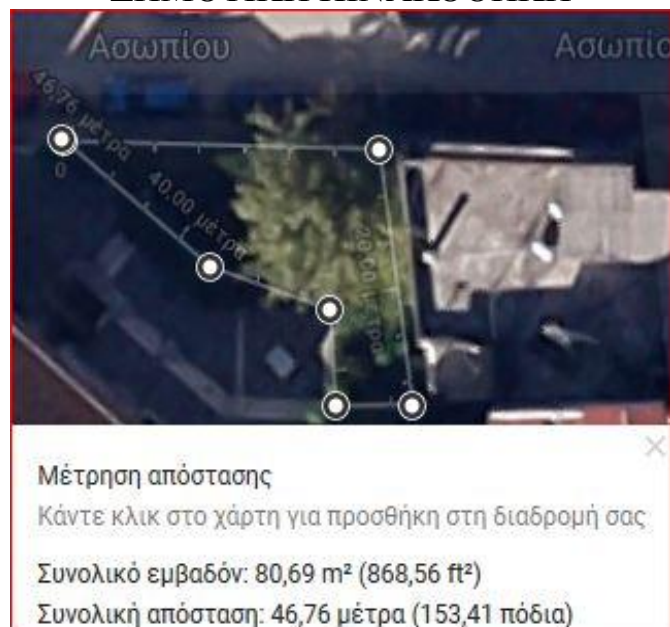 Ασωπίου
Ασωπίο
46,76 μέτρα
0
40.00 μέτρα
20.00 μέτρα
Μέτρηση απόστασης
Κάντε κλικ στο χάρτη για προσθήκη στη διαδρομή σας
Συνολικό εμβαδόν: 80,69 m² (868,56 ft²)
Συνολική απόσταση: 46,76 μέτρα (153,41 πόδια)